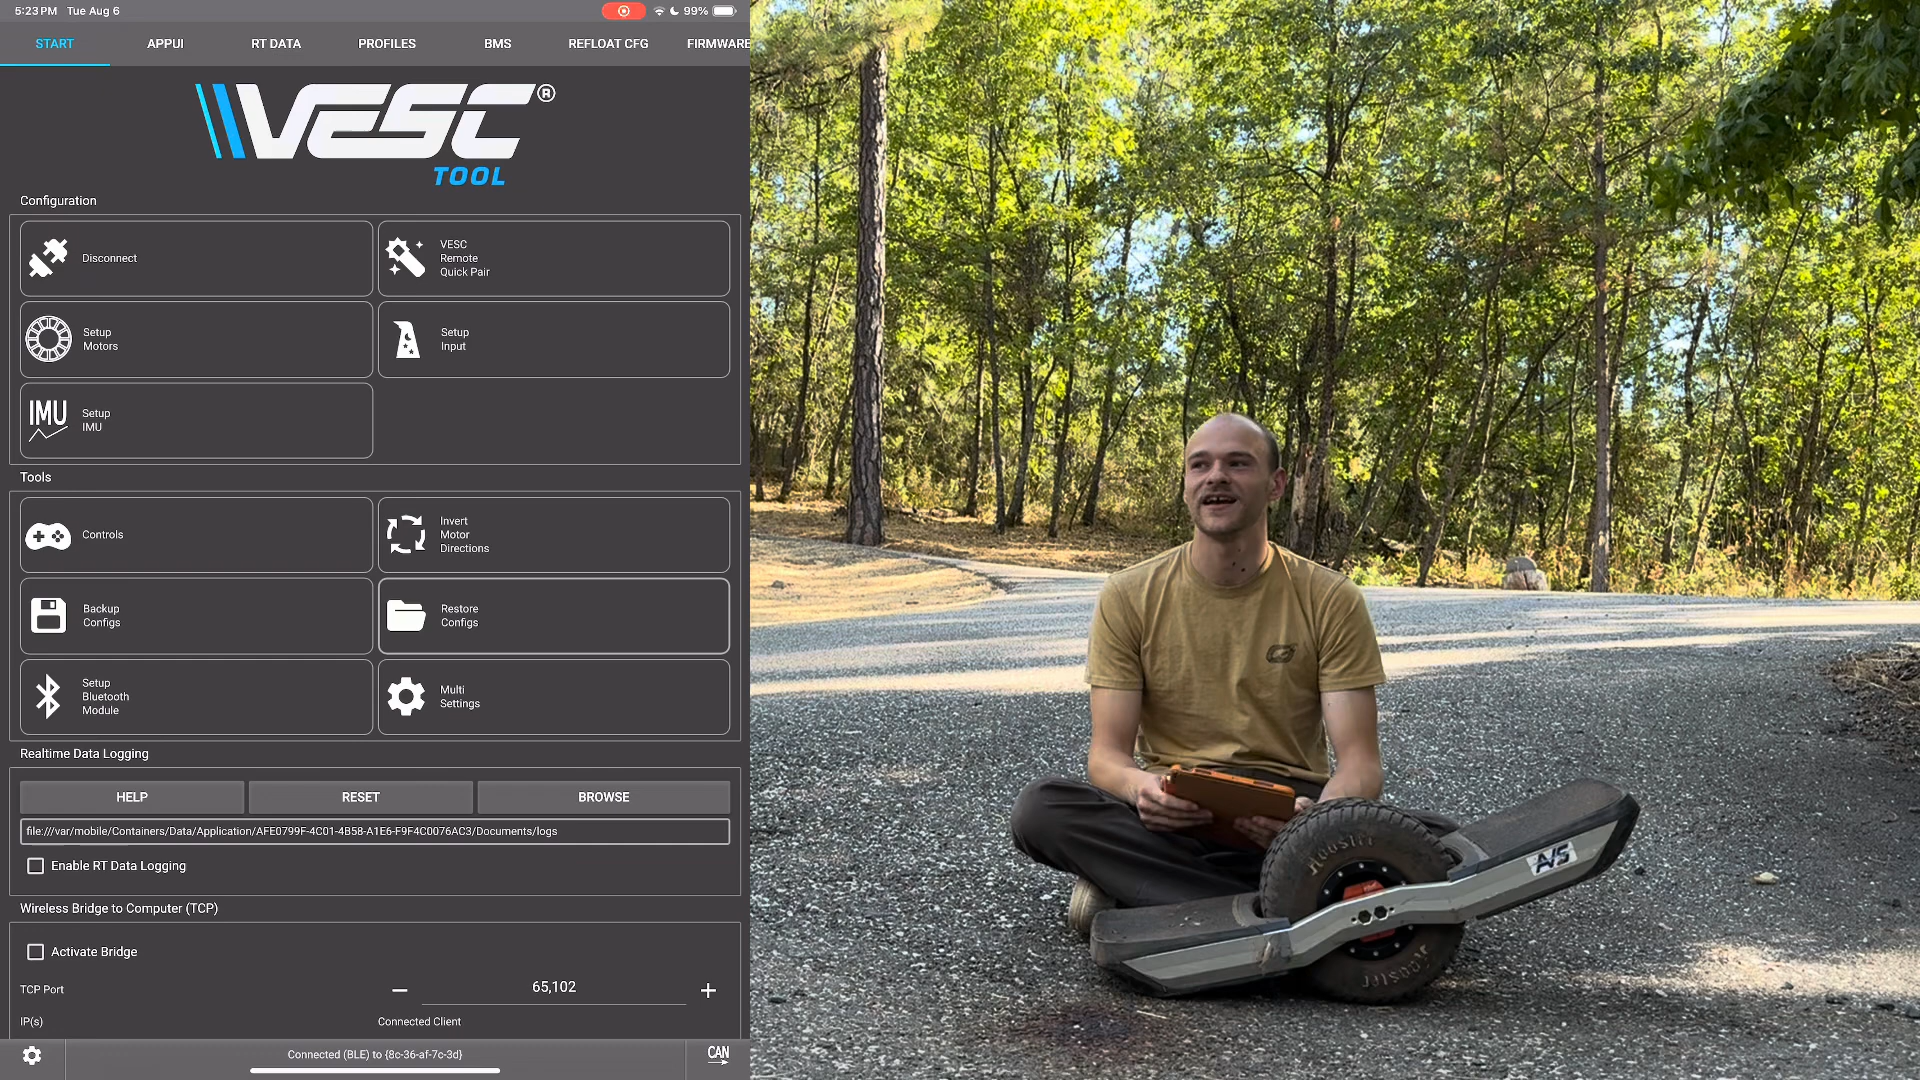 5:23 PM Tue Aug 6
99%
START APPUI RT DATA PROFILES BMS REFLOAT CFG FIRMWARE
VESC®
TOOL
Configuration
Disconnect
VESC
Remote
Quick Pair
Setup
Motors
Setup
Input
IMU
Setup
IMU
Tools
Controls
Invert
Motor
Directions
Backup
Configs
Restore
Configs
Setup
Bluetooth
Module
Multi
Settings
Realtime Data Logging
HELP RESET BROWSE
file:///var/mobile/Containers/Data/Application/AFE0799F-4C01-4B58-A1E6-F9F4C0076AC3/Documents/logs
Enable RT Data Logging
Wireless Bridge to Computer (TCP)
Activate Bridge
TCP Port
65,102
IP(s)
Connected Client
Connected (BLE) to {8c-36-af-7c-3d}
CAN
Hoosier
Hoosier